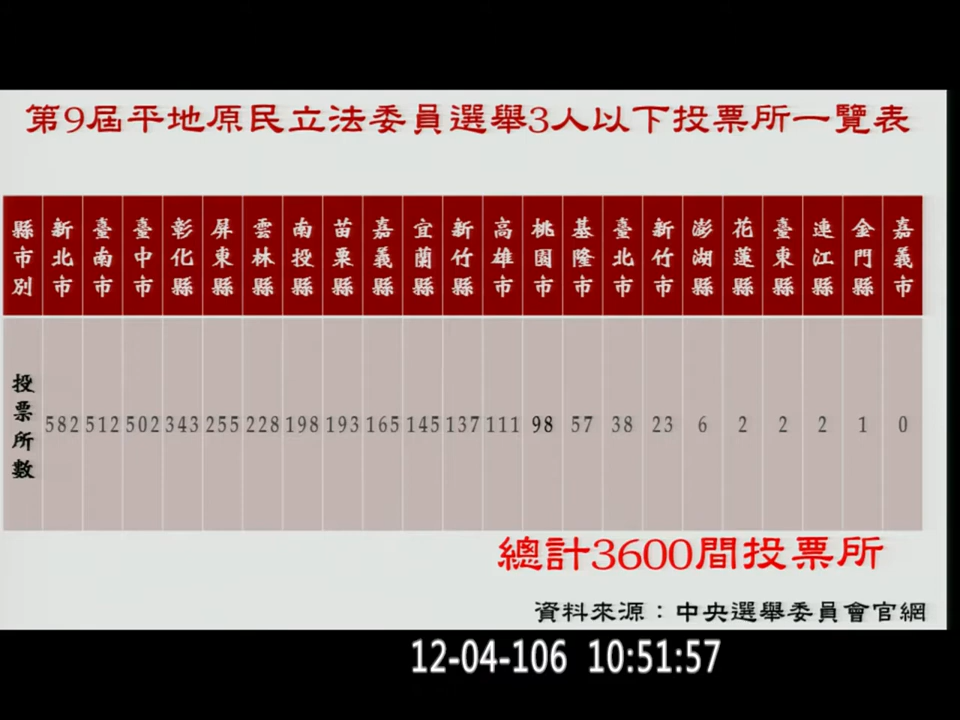 第9屆平地原民立法委員選舉3人以下投票所一覽表
縣市別 新北市 臺南市 臺中市 彰化縣 屏東縣 雲林縣 南投縣 苗栗縣 嘉義縣 宜蘭縣 新竹縣 高雄市 桃園市 基隆市 臺北市 新竹市 澎湖縣 花蓮縣 臺東縣 連江縣 金門縣 嘉義市
投票所數 582 512 502 343 255 228 198 193 165 145 137 111 98 57 38 23 6 2 2 2 1 0
總計3600間投票所
資料來源：中央選舉委員會官網
12-04-106 10:51:57